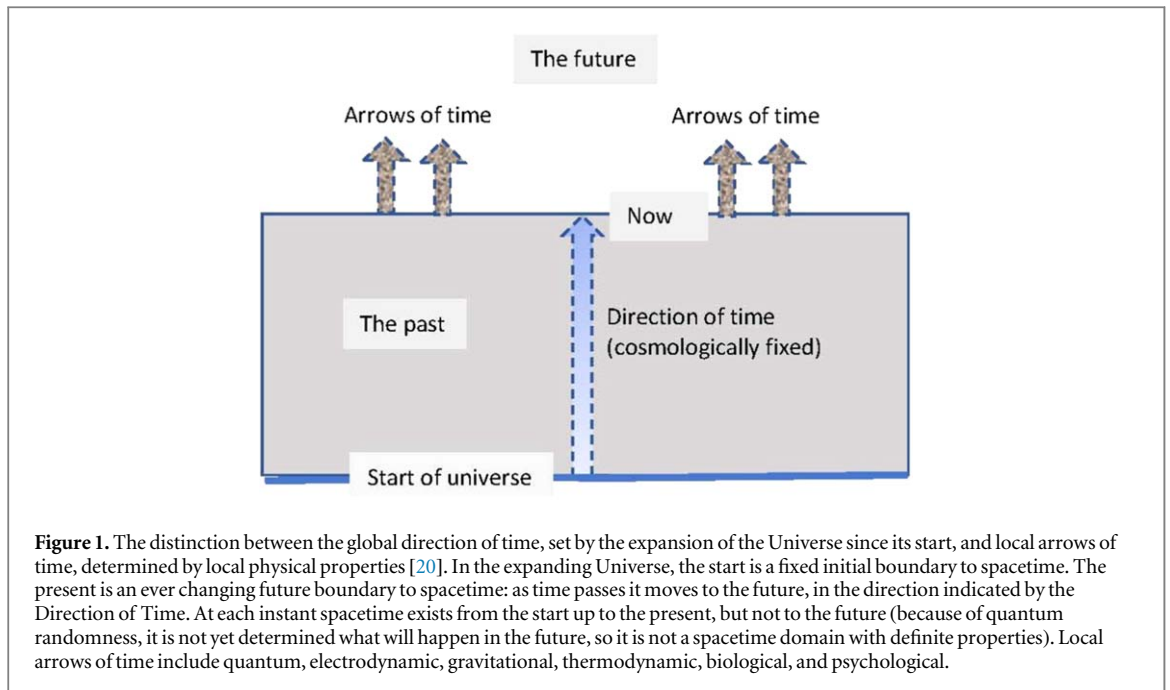 The future
Arrows of time
Arrows of time
Now
The past
Direction of time
(cosmologically fixed)
Start of universe
Figure 1. The distinction between the global direction of time, set by the expansion of the Universe since its start, and local arrows of
time, determined by local physical properties [20]. In the expanding Universe, the start is a fixed initial boundary to spacetime. The
present is an ever changing future boundary to spacetime: as time passes it moves to the future, in the direction indicated by the
Direction of Time. At each instant spacetime exists from the start up to the present, but not to the future (because of quantum
randomness, it is not yet determined what will happen in the future, so it is not a spacetime domain with definite properties). Local
arrows of time include quantum, electrodynamic, gravitational, thermodynamic, biological, and psychological.